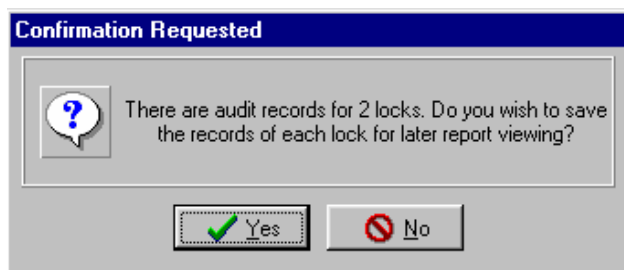 Confirmation Requested
There are audit records for 2 locks. Do you wish to save
the records of each lock for later report viewing?
Yes
No